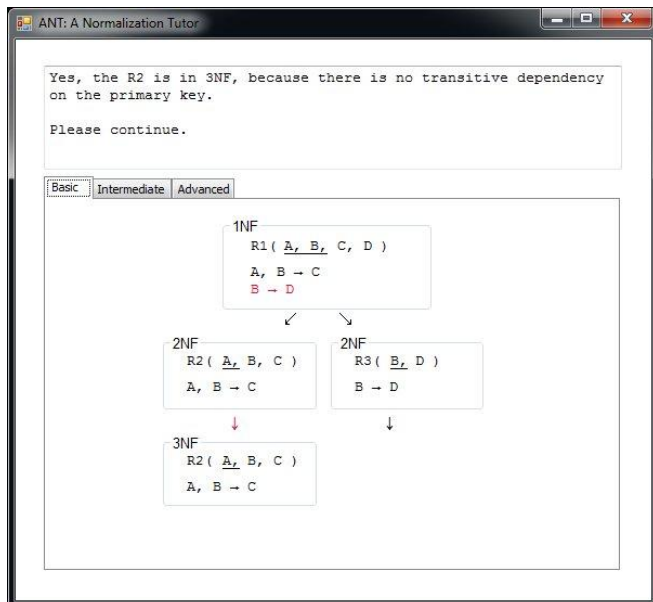 ANT: A Normalization Tutor
Yes, the R2 is in 3NF, because there is no transitive dependency
on the primary key.
Please continue.
Basic Intermediate Advanced
1NF
R1 ( A, B, C, D )
A, B → C
B → D
2NF
R2 ( A, B, C )
A, B → C
2NF
R3 ( B, D )
B → D
3NF
R2 ( A, B, C )
A, B → C